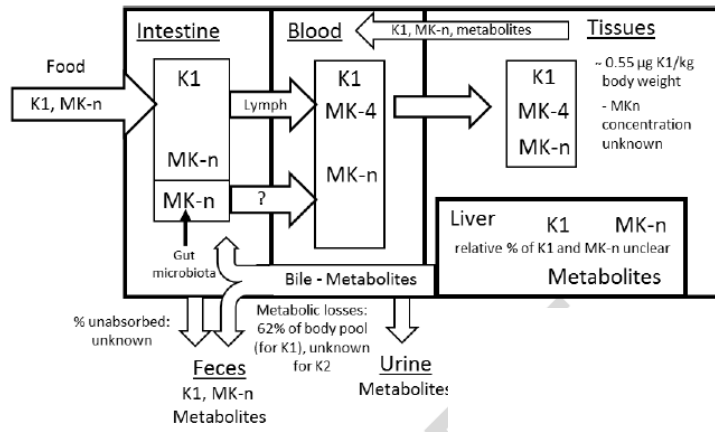 Intestine
Blood
Tissues
K1, MK-n, metabolites
Food
K1, MK-n
K1
MK-n
MK-n
Lymph
?
Gut
microbiota
K1
MK-4
MK-n
K1
MK-4
MK-n
~ 0.55 µg K1/kg
body weight
- MKn
concentration
unknown
Liver
K1
MK-n
relative % of K1 and MK-n unclear
Metabolites
Bile - Metabolites
% unabsorbed:
unknown
Metabolic losses:
62% of body pool
(for K1), unknown
for K2
Feces
K1, MK-n
Metabolites
Urine
Metabolites